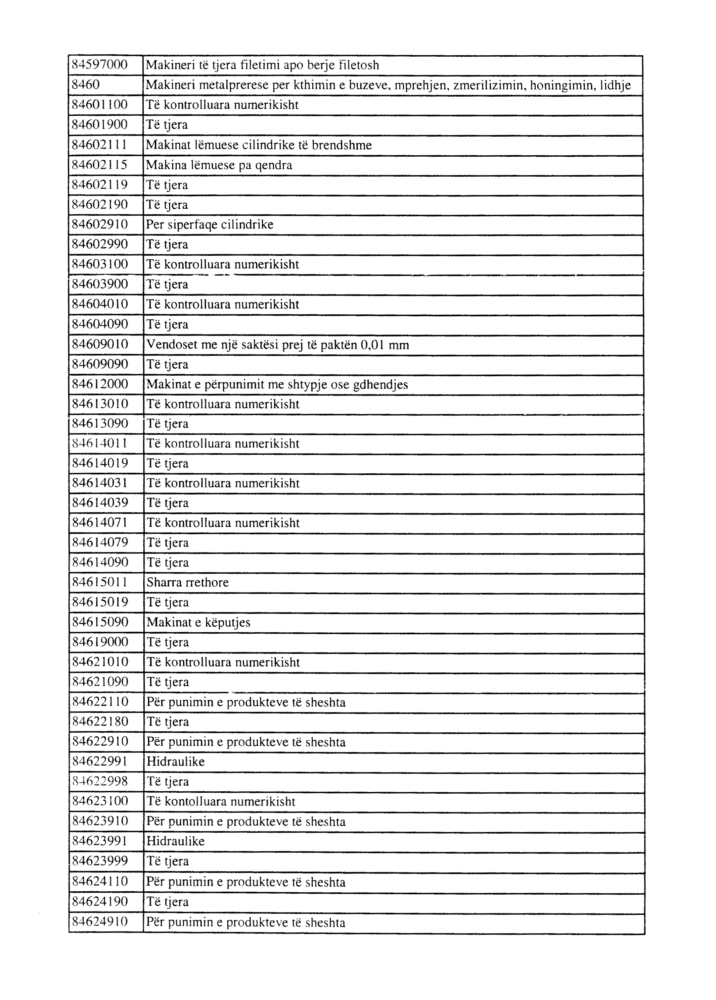 84597000 Makineri të tjera filetimi apo berje filetosh
8460 Makineri metalprerese per kthimin e buzeve, mprehjen, zmerilizimin, honingimin, lidhje
84601100 Të kontrolluara numerikisht
84601900 Të tjera
84602111 Makinat lëmuese cilindrike të brendshme
84602115 Makina lëmuese pa qendra
84602119 Të tjera
84602190 Të tjera
84602910 Per siperfaqe cilindrike
84602990 Të tjera
84603100 Të kontrolluara numerikisht
84603900 Të tjera
84604010 Të kontrolluara numerikisht
84604090 Të tjera
84609010 Vendoset me një saktësi prej të paktën 0,01 mm
84609090 Të tjera
84612000 Makinat e përpunimit me shtypje ose gdhendjes
84613010 Të kontrolluara numerikisht
84613090 Të tjera
84614011 Të kontrolluara numerikisht
84614019 Të tjera
84614031 Të kontrolluara numerikisht
84614039 Të tjera
84614071 Të kontrolluara numerikisht
84614079 Të tjera
84614090 Të tjera
84615011 Sharra rrethore
84615019 Të tjera
84615090 Makinat e këputjes
84619000 Të tjera
84621010 Të kontrolluara numerikisht
84621090 Të tjera
84622110 Për punimin e produkteve të sheshta
84622180 Të tjera
84622910 Për punimin e produkteve të sheshta
84622991 Hidraulike
84622998 Të tjera
84623100 Të kontolluara numerikisht
84623910 Për punimin e produkteve të sheshta
84623991 Hidraulike
84623999 Të tjera
84624110 Për punimin e produkteve të sheshta
84624190 Të tjera
84624910 Për punimin e produkteve të sheshta